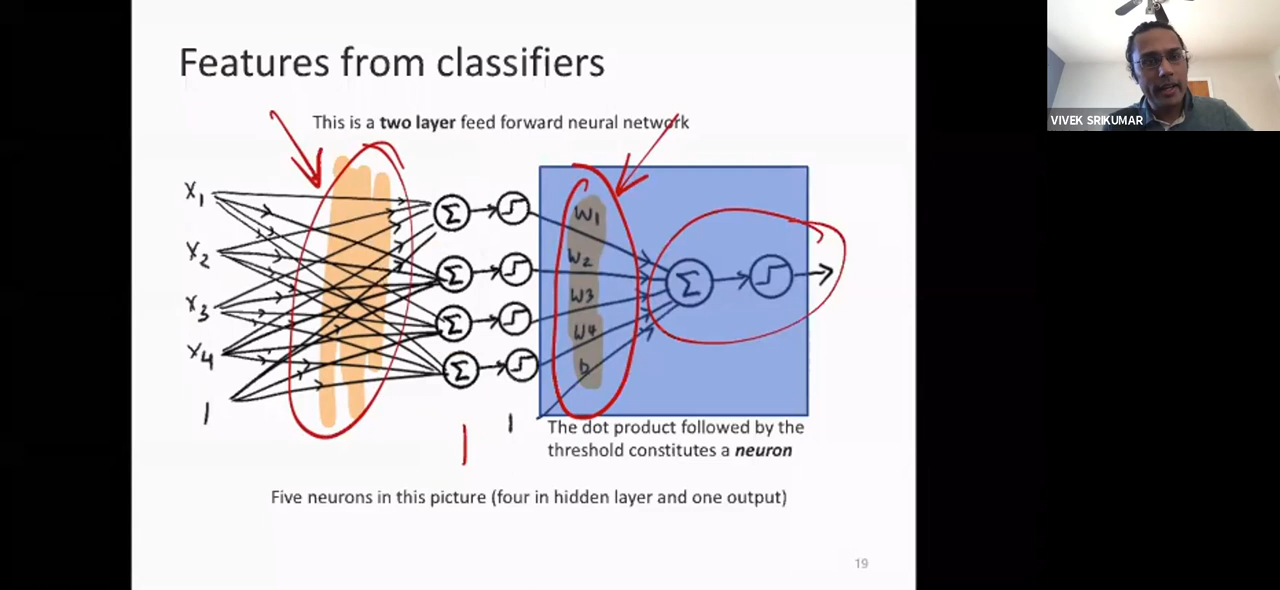 Features from classifiers
This is a two layer feed forward neural network
VIVEK SRIKUMAR
x₁
x₂
x₃
x₄
1
Σ
Σ
Σ
Σ
1
1
w₁
w₂
w₃
w₄
b
Σ
The dot product followed by the
threshold constitutes a neuron
Five neurons in this picture (four in hidden layer and one output)
19